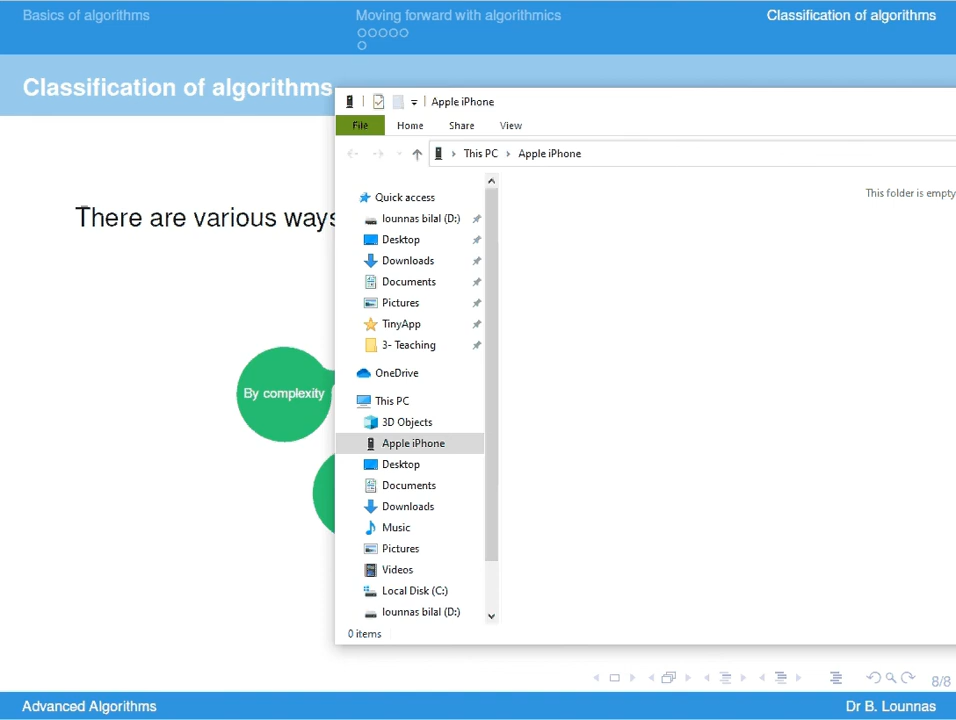 Basics of algorithms
Moving forward with algorithmics
Classification of algorithms
Classification of algorithms
There are various ways
By complexity
Apple iPhone
File
Home
Share
View
This PC
Apple iPhone
This folder is empty
Quick access
lounnas bilal (D:)
Desktop
Downloads
Documents
Pictures
TinyApp
3- Teaching
OneDrive
This PC
3D Objects
Apple iPhone
Desktop
Documents
Downloads
Music
Pictures
Videos
Local Disk (C:)
lounnas bilal (D:)
0 items
8/8
Advanced Algorithms
Dr B. Lounnas